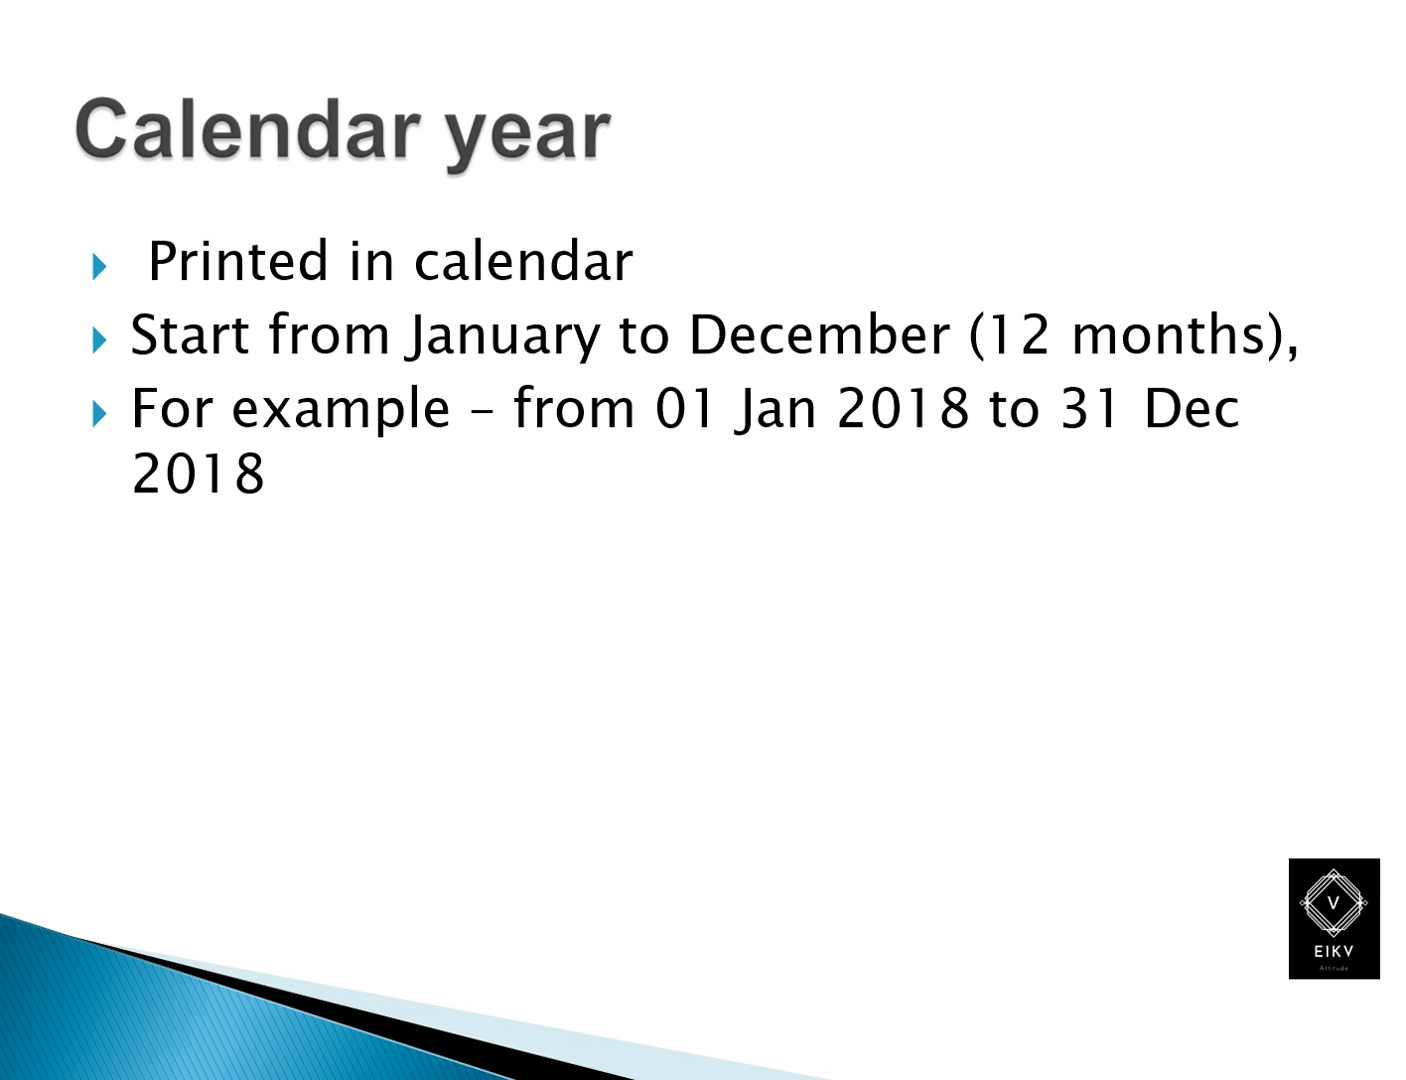 Calendar year
Printed in calendar
Start from January to December (12 months),
For example – from 01 Jan 2018 to 31 Dec
2018
V
EIKV
Attitude